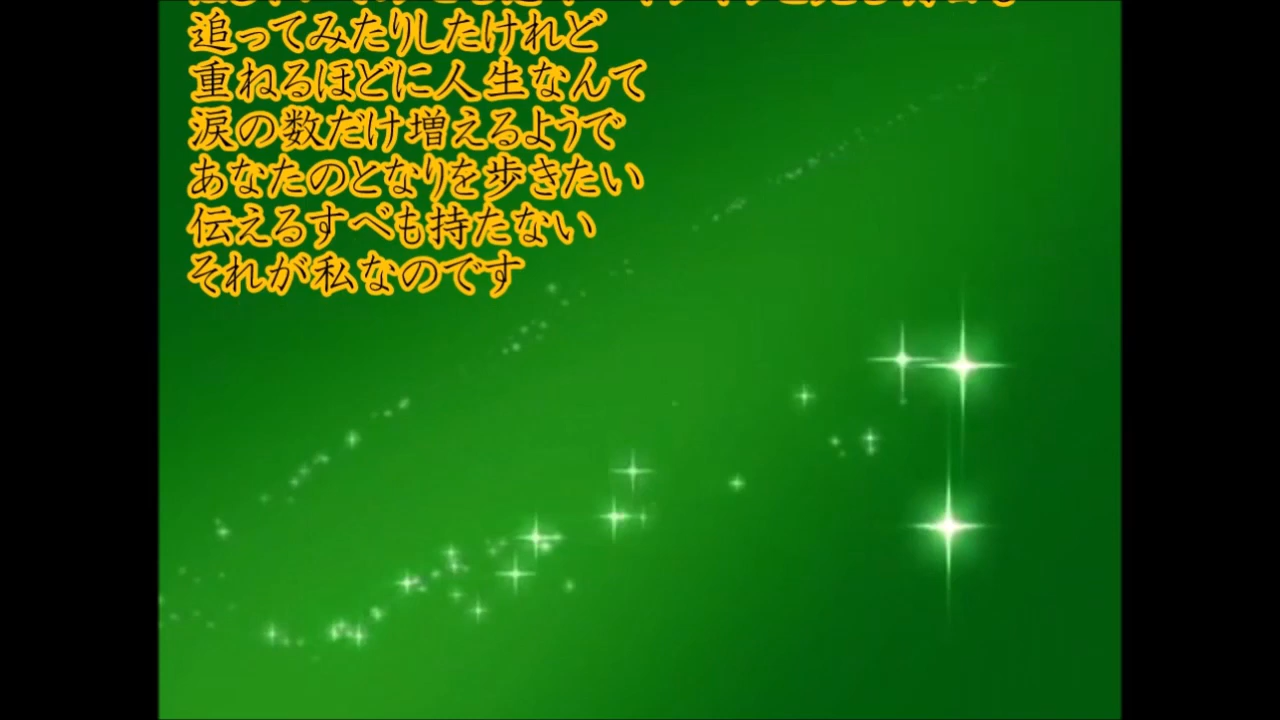 追ってみたりしたけれど
重ねるほどに人生なんて
涙の数だけ増えるようで
あなたのとなりを歩きたい
伝えるすべも持たない
それが私なのです